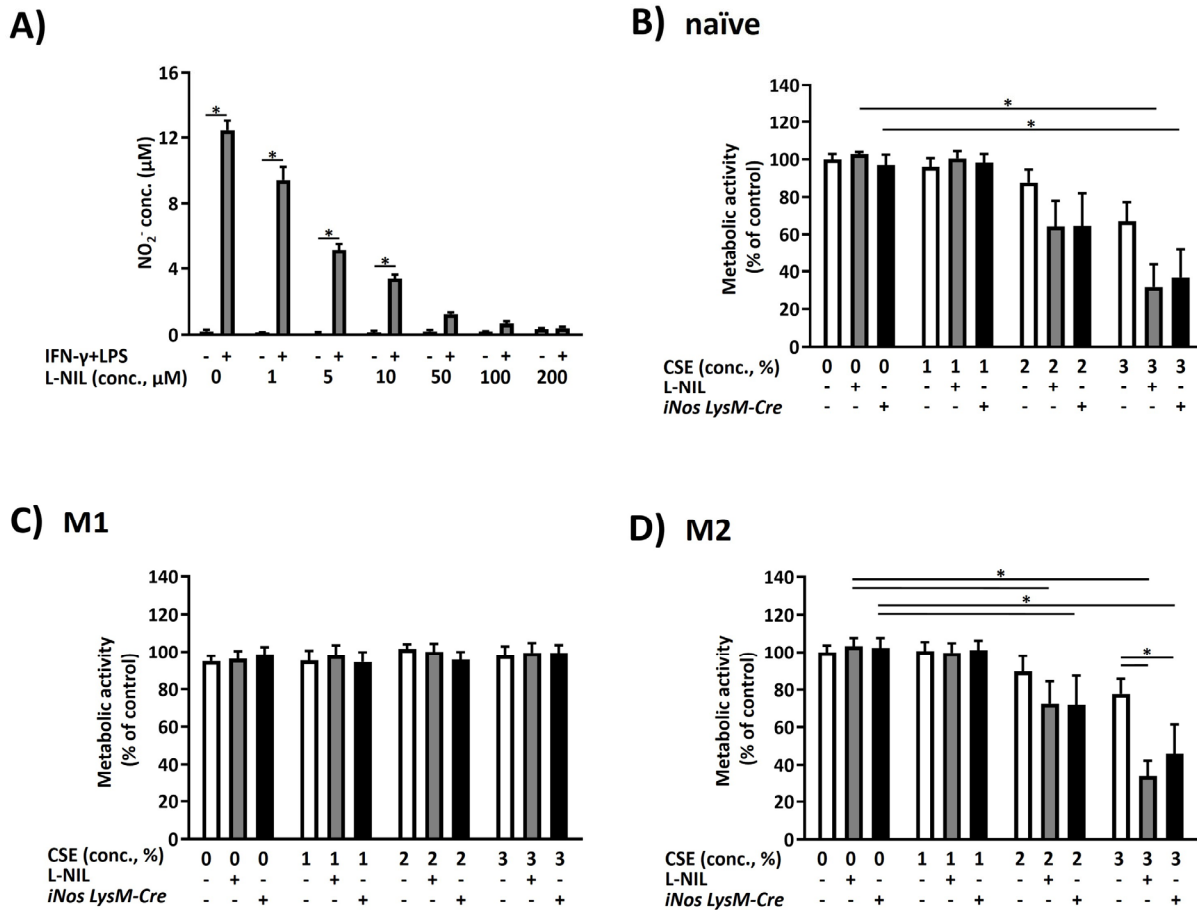 A)
16
12
8
4
0
NO₂⁻ conc. (µM)
* * * *
IFN-γ+LPS - + - + - + - + - + - + - +
L-NIL (conc., µM) 0 1 5 10 50 100 200
B) naïve
140
120
100
80
60
40
20
0
Metabolic activity
(% of control)
*
*
CSE (conc., %) 0 0 0 1 1 1 2 2 2 3 3 3
L-NIL - + - - + - - + - - + -
iNos LysM-Cre - - + - - + - - + - - +
C) M1
140
120
100
80
60
40
20
0
Metabolic activity
(% of control)
CSE (conc., %) 0 0 0 1 1 1 2 2 2 3 3 3
L-NIL - + - - + - - + - - + -
iNos LysM-Cre - - + - - + - - + - - +
D) M2
140
120
100
80
60
40
20
0
Metabolic activity
(% of control)
*
*
*
CSE (conc., %) 0 0 0 1 1 1 2 2 2 3 3 3
L-NIL - + - - + - - + - - + -
iNos LysM-Cre - - + - - + - - + - - +